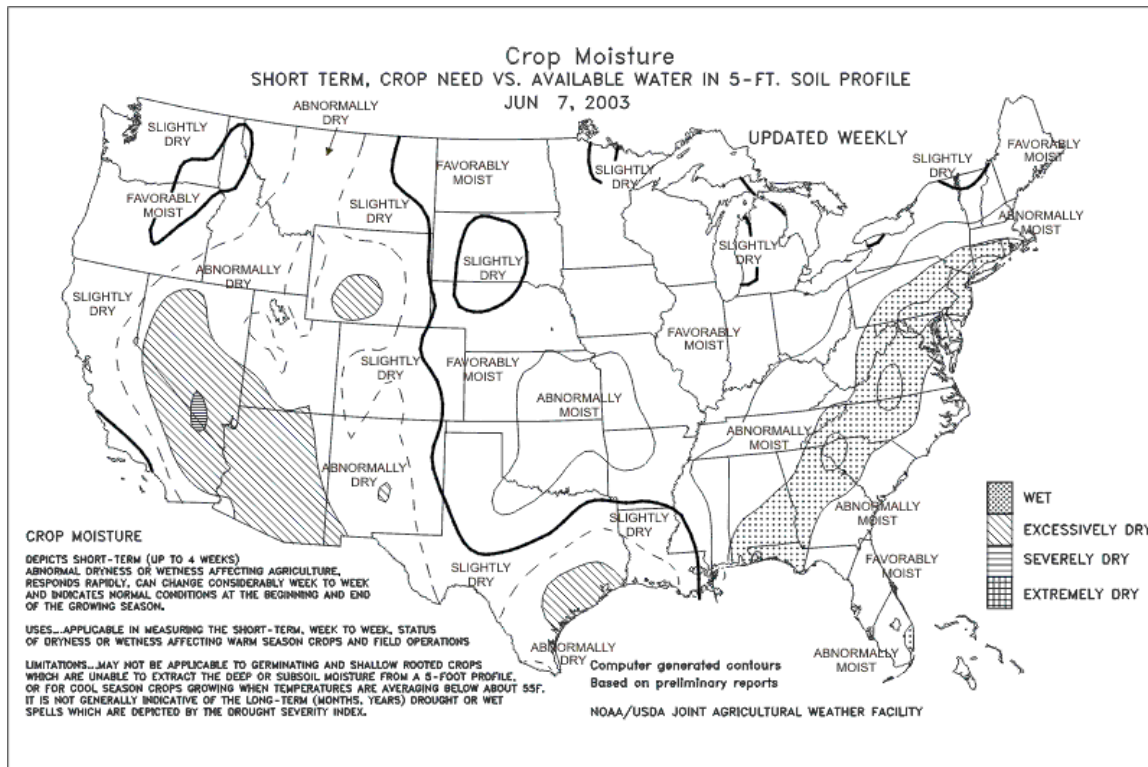 Crop Moisture
SHORT TERM, CROP NEED VS. AVAILABLE WATER IN 5-FT. SOIL PROFILE
JUN 7, 2003
UPDATED WEEKLY
ABNORMALLY
DRY
SLIGHTLY
DRY
FAVORABLY
MOIST
SLIGHTLY
DRY
FAVORABLY
MOIST
SLIGHTLY
DRY
SLIGHTLY
DRY
FAVORABLY
MOIST
FAVORABLY
MOIST
SLIGHTLY
DRY
ABNORMALLY
MOIST
SLIGHTLY
DRY
SLIGHTLY
DRY
ABNORMALLY
DRY
SLIGHTLY
DRY
FAVORABLY
MOIST
SLIGHTLY
DRY
FAVORABLY
MOIST
ABNORMALLY
MOIST
ABNORMALLY
MOIST
ABNORMALLY
DRY
SLIGHTLY
DRY
ABNORMALLY
MOIST
SLIGHTLY
DRY
FAVORABLY
MOIST
ABNORMALLY
DRY
ABNORMALLY
MOIST
WET
EXCESSIVELY DRY
SEVERELY DRY
EXTREMELY DRY
CROP MOISTURE
DEPICTS SHORT-TERM (UP TO 4 WEEKS)
ABNORMAL DRYNESS OR WETNESS AFFECTING AGRICULTURE,
RESPONDS RAPIDLY, CAN CHANGE CONSIDERABLY WEEK TO WEEK
AND INDICATES NORMAL CONDITIONS AT THE BEGINNING AND END
OF THE GROWING SEASON.
USES...APPLICABLE IN MEASURING THE SHORT-TERM, WEEK TO WEEK, STATUS
OF DRYNESS OR WETNESS AFFECTING WARM SEASON CROPS AND FIELD OPERATIONS
LIMITATIONS...MAY NOT BE APPLICABLE TO GERMINATING AND SHALLOW ROOTED CROPS
WHICH ARE UNABLE TO EXTRACT THE DEEP OR SUBSOIL MOISTURE FROM A 5-FOOT PROFILE,
OR FOR COOL SEASON CROPS GROWING WHEN TEMPERATURES ARE AVERAGING BELOW ABOUT 55F.
IT IS NOT GENERALLY INDICATIVE OF THE LONG-TERM (MONTHS, YEARS) DROUGHT OR WET
SPELLS WHICH ARE DEPICTED BY THE DROUGHT SEVERITY INDEX.
Computer generated contours
Based on preliminary reports
NOAA/USDA JOINT AGRICULTURAL WEATHER FACILITY